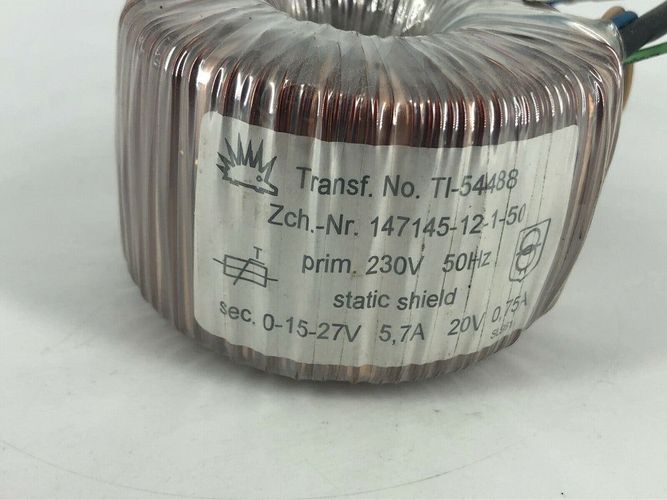 Transf. No. TI-54488
Zch.-Nr. 147145-12-1-50
prim. 230V 50Hz
T
static shield
sec. 0-15-27V 5,7A 20V 0,75A